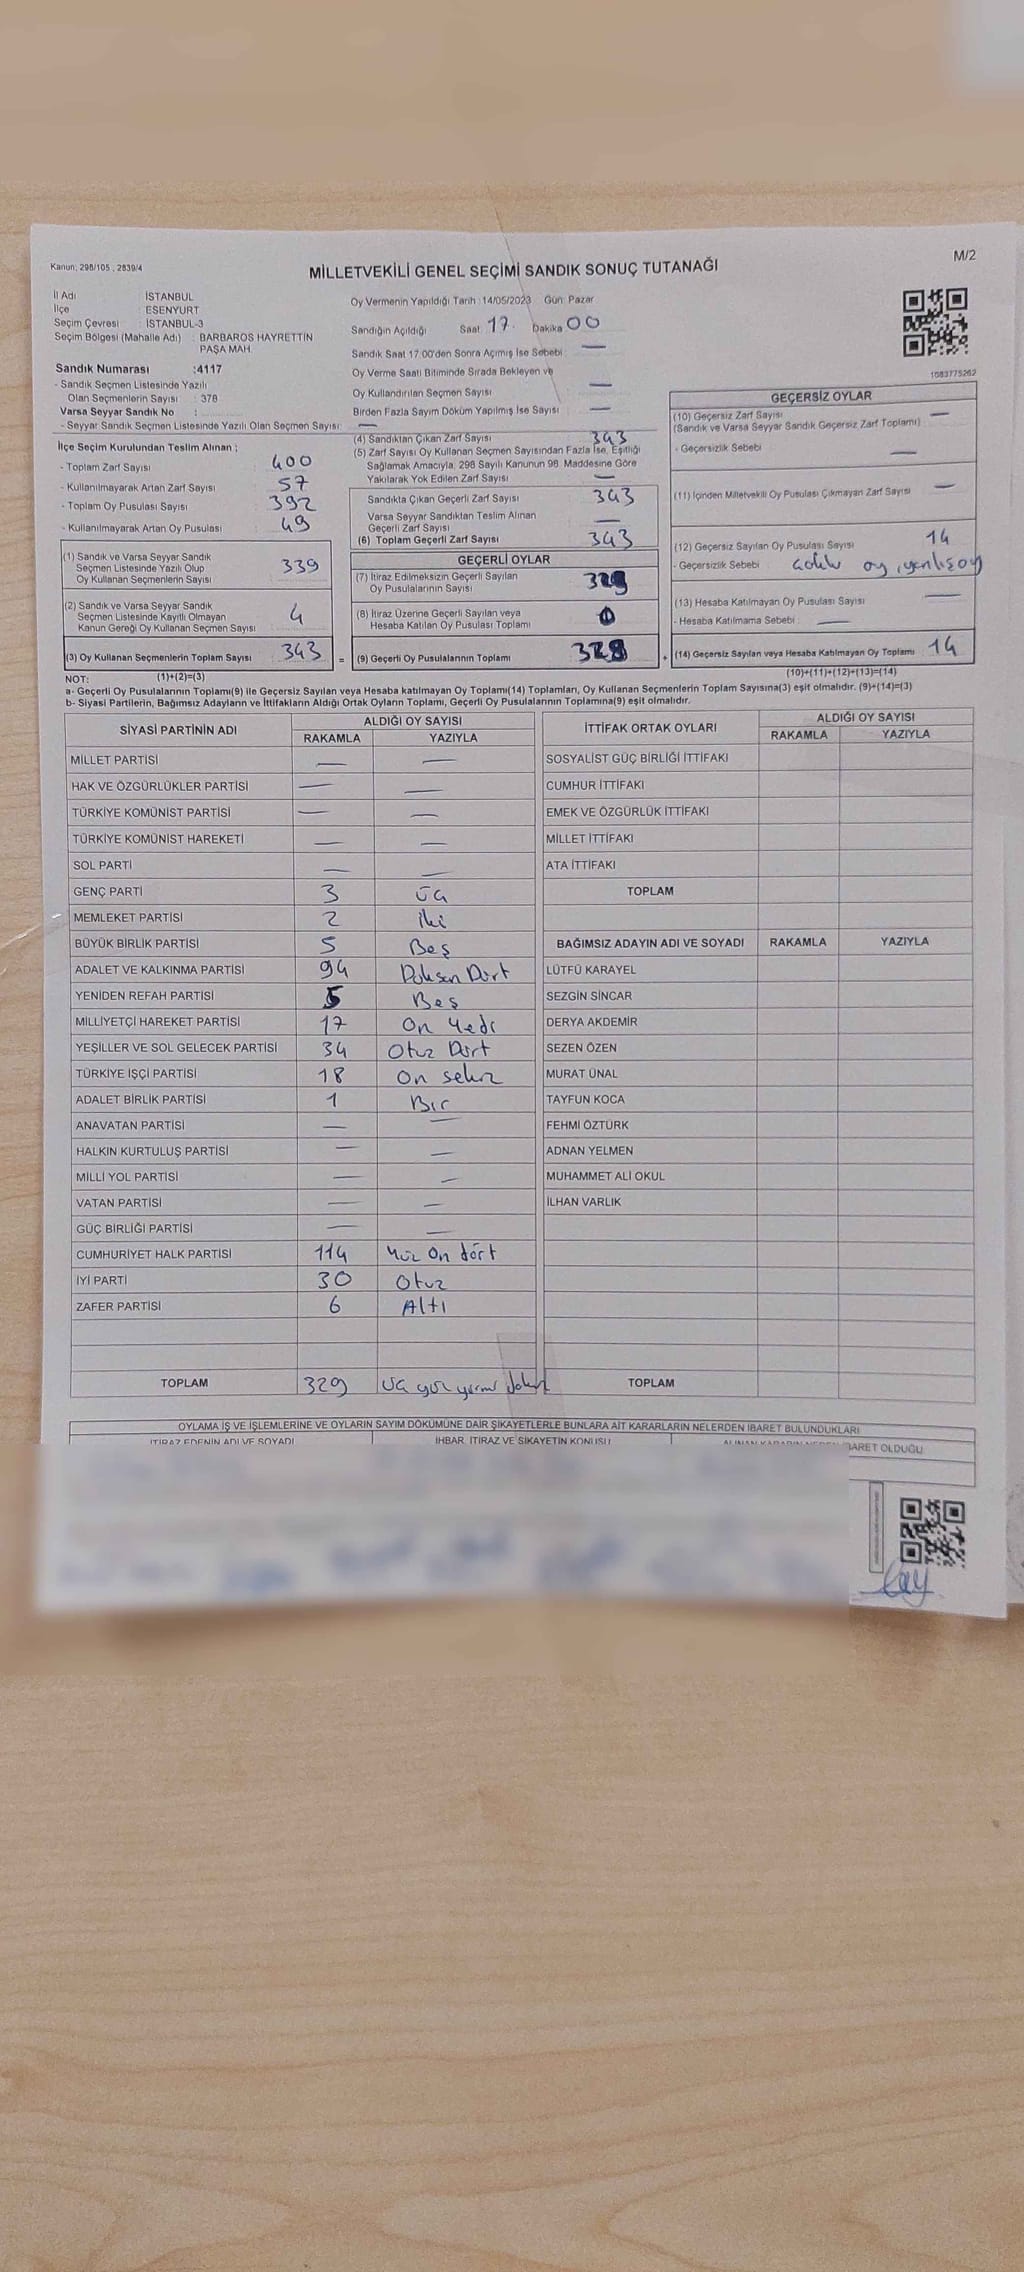 Kanun; 298/105 , 2839/4
M/2
MİLLETVEKİLİ GENEL SEÇİMİ SANDIK SONUÇ TUTANAĞI
İl Adı : İSTANBUL
İlçe : ESENYURT
Seçim Çevresi : İSTANBUL-3
Seçim Bölgesi (Mahalle Adı) : BARBAROS HAYRETTİN
PAŞA MAH.
Sandık Numarası :4117
- Sandık Seçmen Listesinde Yazılı
Olan Seçmenlerin Sayısı : 378
Varsa Seyyar Sandık No :
- Seyyar Sandık Seçmen Listesinde Yazılı Olan Seçmen Sayısı: —
Oy Vermenin Yapıldığı Tarih :14/05/2023 Gün: Pazar
Sandığın Açıldığı Saat: 17. Dakika 00
Sandık Saat 17:00'den Sonra Açımış İse Sebebi: —
Oy Verme Saati Bitiminde Sırada Bekleyen ve
Oy Kullandırılan Seçmen Sayısı —
Birden Fazla Sayım Döküm Yapılmış İse Sayısı —
1683775262
İlçe Seçim Kurulundan Teslim Alınan ;
- Toplam Zarf Sayısı 400
- Kullanılmayarak Artan Zarf Sayısı 57
- Toplam Oy Pusulası Sayısı 392
- Kullanılmayarak Artan Oy Pusulası 49
(1) Sandık ve Varsa Seyyar Sandık
Seçmen Listesinde Yazılı Olup
Oy Kullanan Seçmenlerin Sayısı 339
(2) Sandık ve Varsa Seyyar Sandık
Seçmen Listesinde Kayıtlı Olmayan
Kanun Gereği Oy Kullanan Seçmen Sayısı 4
(3) Oy Kullanan Seçmenlerin Toplam Sayısı 343 =
(4) Sandıktan Çıkan Zarf Sayısı 343
(5) Zarf Sayısı Oy Kullanan Seçmen Sayısından Fazla İse, Eşitliği
Sağlamak Amacıyla, 298 Sayılı Kanunun 98. Maddesine Göre
Yakılarak Yok Edilen Zarf Sayısı —
Sandıkta Çıkan Geçerli Zarf Sayısı 343
Varsa Seyyar Sandıktan Teslim Alınan
Geçerli Zarf Sayısı —
(6) Toplam Geçerli Zarf Sayısı 343
GEÇERLİ OYLAR
(7) İtiraz Edilmeksizin Geçerli Sayılan
Oy Pusulalarının Sayısı 329
(8) İtiraz Üzerine Geçerli Sayılan veya
Hesaba Katılan Oy Pusulası Toplamı 0
(9) Geçerli Oy Pusulalarının Toplamı 329 +
GEÇERSİZ OYLAR
(10) Geçersiz Zarf Sayısı —
(Sandık ve Varsa Seyyar Sandık Geçersiz Zarf Toplamı)
- Geçersizlik Sebebi —
(11) İçinden Milletvekili Oy Pusulası Çıkmayan Zarf Sayısı —
(12) Geçersiz Sayılan Oy Pusulası Sayısı 14
- Geçersizlik Sebebi oy, yanlış oy
(13) Hesaba Katılmayan Oy Pusulası Sayısı —
- Hesaba Katılmama Sebebi : —
(14) Geçersiz Sayılan veya Hesaba Katılmayan Oy Toplamı 14
NOT: (1)+(2)=(3) (10)+(11)+(12)+(13)=(14)
a- Geçerli Oy Pusulalarının Toplamı(9) ile Geçersiz Sayılan veya Hesaba katılmayan Oy Toplamı(14) Toplamları, Oy Kullanan Seçmenlerin Toplam Sayısına(3) eşit olmalıdır. (9)+(14)=(3)
b- Siyasi Partilerin, Bağımsız Adayların ve İttifakların Aldığı Ortak Oyların Toplamı, Geçerli Oy Pusulalarının Toplamına(9) eşit olmalıdır.
SİYASİ PARTİNİN ADI ALDIĞI OY SAYISI
RAKAMLA YAZIYLA
MİLLET PARTİSİ — —
HAK VE ÖZGÜRLÜKLER PARTİSİ — —
TÜRKİYE KOMÜNİST PARTİSİ — —
TÜRKİYE KOMÜNİST HAREKETİ — —
SOL PARTİ — —
GENÇ PARTİ 3 Üç
MEMLEKET PARTİSİ 2 İki
BÜYÜK BİRLİK PARTİSİ 5 Beş
ADALET VE KALKINMA PARTİSİ 94 Doksan Dört
YENİDEN REFAH PARTİSİ 5 Beş
MİLLİYETÇİ HAREKET PARTİSİ 17 On Yedi
YEŞİLLER VE SOL GELECEK PARTİSİ 34 Otuz Dört
TÜRKİYE İŞÇİ PARTİSİ 18 On sekiz
ADALET BİRLİK PARTİSİ 1 Bir
ANAVATAN PARTİSİ — —
HALKIN KURTULUŞ PARTİSİ — —
MİLLİ YOL PARTİSİ — —
VATAN PARTİSİ — —
GÜÇ BİRLİĞİ PARTİSİ — —
CUMHURİYET HALK PARTİSİ 114 Yüz On dört
İYİ PARTİ 30 Otuz
ZAFER PARTİSİ 6 Altı
TOPLAM 329 Üç yüz yirmi dokuz
İTTİFAK ORTAK OYLARI ALDIĞI OY SAYISI
RAKAMLA YAZIYLA
SOSYALİST GÜÇ BİRLİĞİ İTTİFAKI
CUMHUR İTTİFAKI
EMEK VE ÖZGÜRLÜK İTTİFAKI
MİLLET İTTİFAKI
ATA İTTİFAKI
TOPLAM
BAĞIMSIZ ADAYIN ADI VE SOYADI RAKAMLA YAZIYLA
LÜTFÜ KARAYEL
SEZGİN SİNCAR
DERYA AKDEMİR
SEZEN ÖZEN
MURAT ÜNAL
TAYFUN KOCA
FEHMİ ÖZTÜRK
ADNAN YELMEN
MUHAMMET ALİ OKUL
İLHAN VARLIK
TOPLAM
OYLAMA İŞ VE İŞLEMLERİNE VE OYLARIN SAYIM DÖKÜMÜNE DAİR ŞİKAYETLERLE BUNLARA AİT KARARLARIN NELERDEN İBARET BULUNDUKLARI
İTİRAZ EDENİN ADI VE SOYADI İHBAR, İTİRAZ VE ŞİKAYETİN KONUSU İBARET OLDUĞU